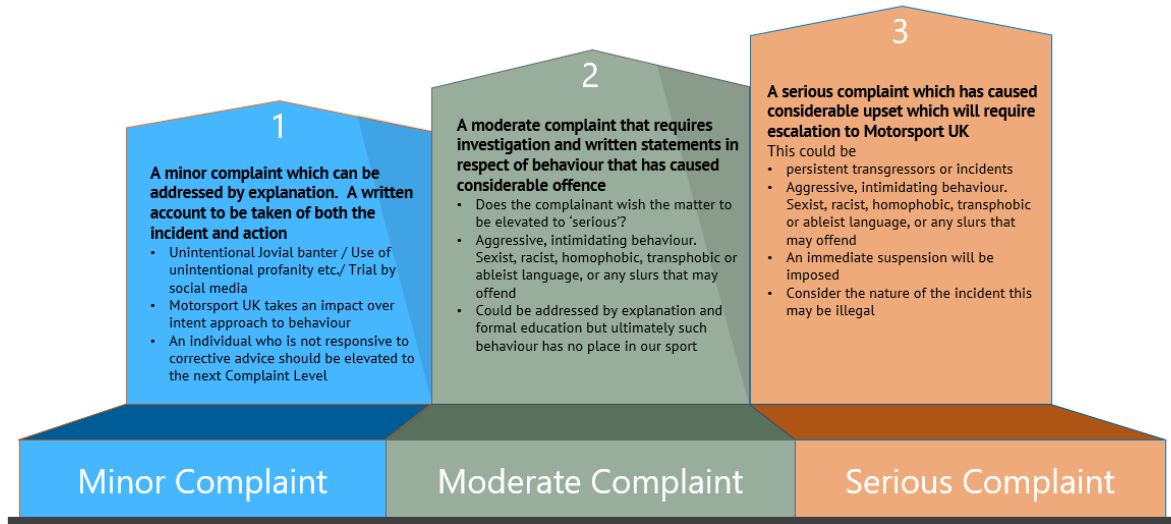 1
A minor complaint which can be
addressed by explanation. A written
account to be taken of both the
incident and action
• Unintentional Jovial banter / Use of
unintentional profanity etc./ Trial by
social media
• Motorsport UK takes an impact over
intent approach to behaviour
• An individual who is not responsive to
corrective advice should be elevated to
the next Complaint Level
2
A moderate complaint that requires
investigation and written statements in
respect of behaviour that has caused
considerable offence
• Does the complainant wish the matter to
be elevated to ‘serious’?
• Aggressive, intimidating behaviour.
Sexist, racist, homophobic, transphobic or
ableist language, or any slurs that may
offend
• Could be addressed by explanation and
formal education but ultimately such
behaviour has no place in our sport
3
A serious complaint which has caused
considerable upset which will require
escalation to Motorsport UK
This could be
• persistent transgressors or incidents
• Aggressive, intimidating behaviour.
Sexist, racist, homophobic, transphobic
or ableist language, or any slurs that
may offend
• An immediate suspension will be
imposed
• Consider the nature of the incident this
may be illegal
Minor Complaint
Moderate Complaint
Serious Complaint